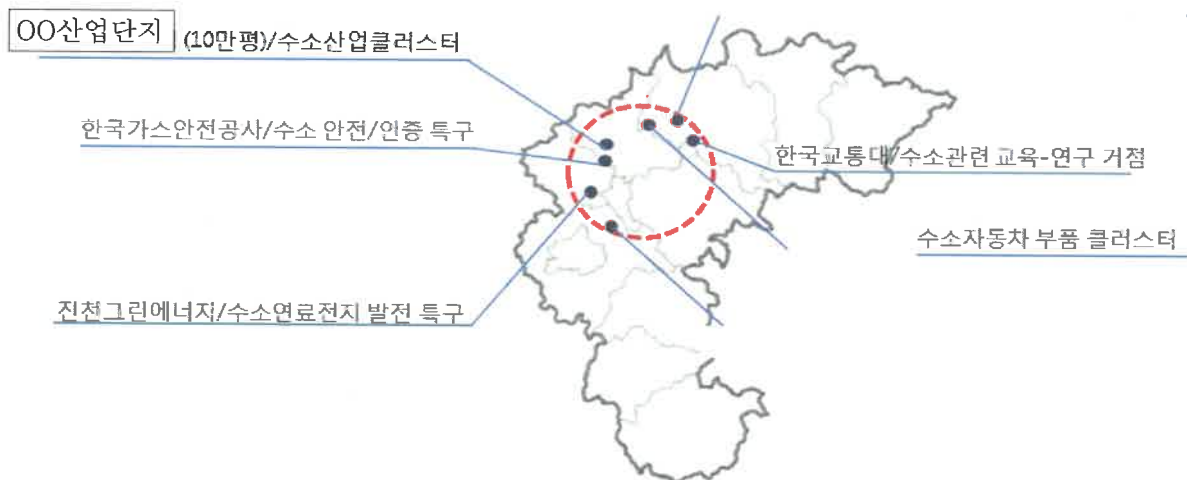 OO산업단지 (10만평)/수소산업클러스터
한국가스안전공사/수소 안전/인증 특구
한국교통대/수소관련 교육-연구 거점
수소자동차 부품 클러스터
진천그린에너지/수소연료전지 발전 특구